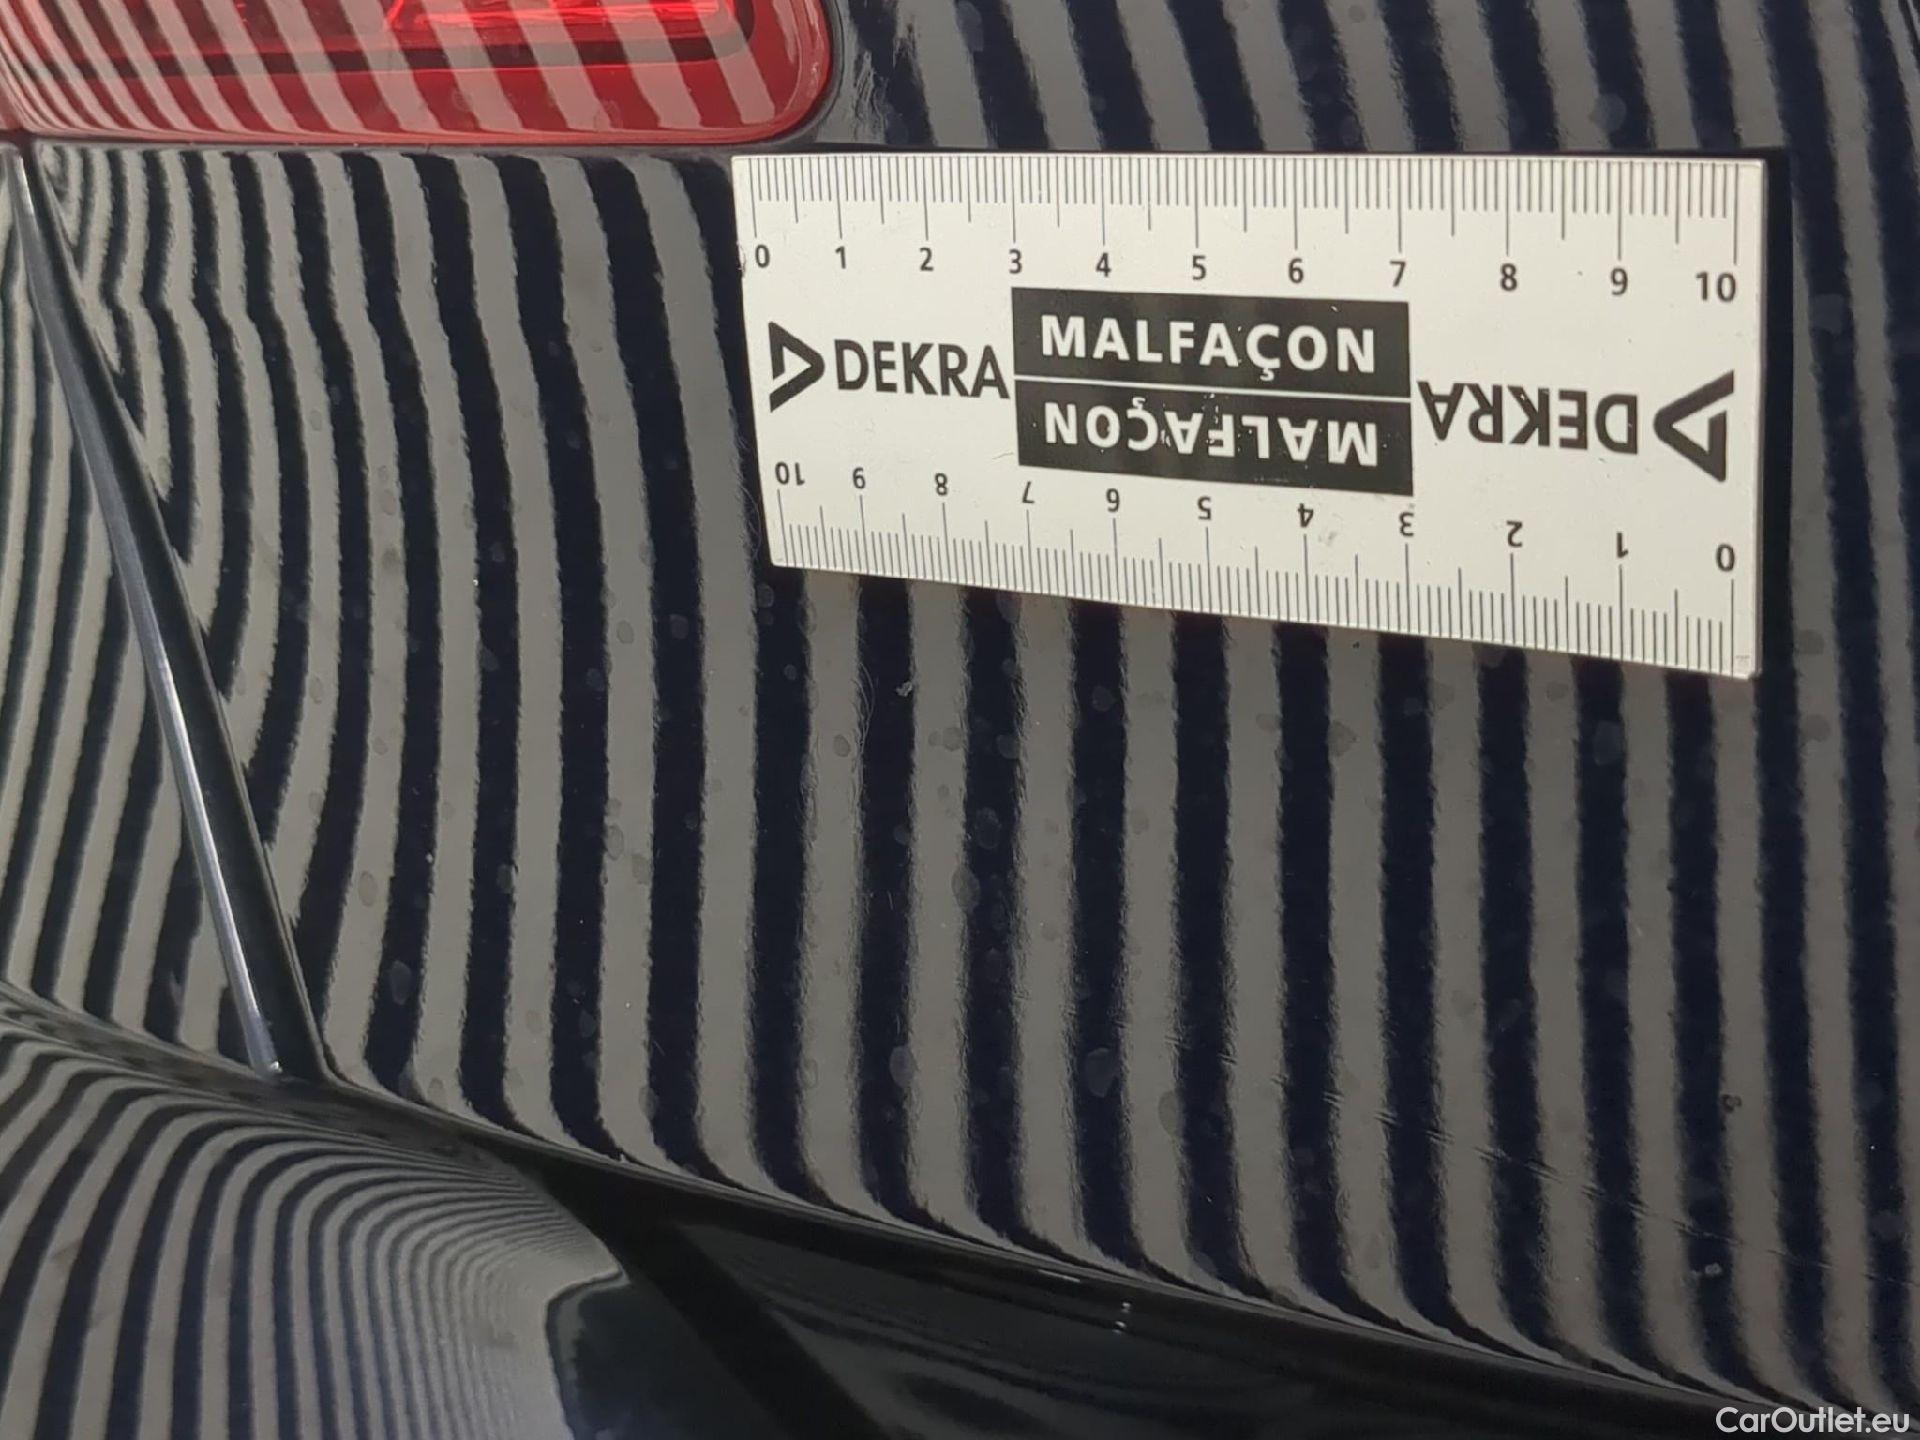 0 1 2 3 4 5 6 7 8 9 10
DEKRA MALFAÇON
MALFAÇON DEKRA
10 9 8 7 6 5 4 3 2 1 0
CarOutlet.eu